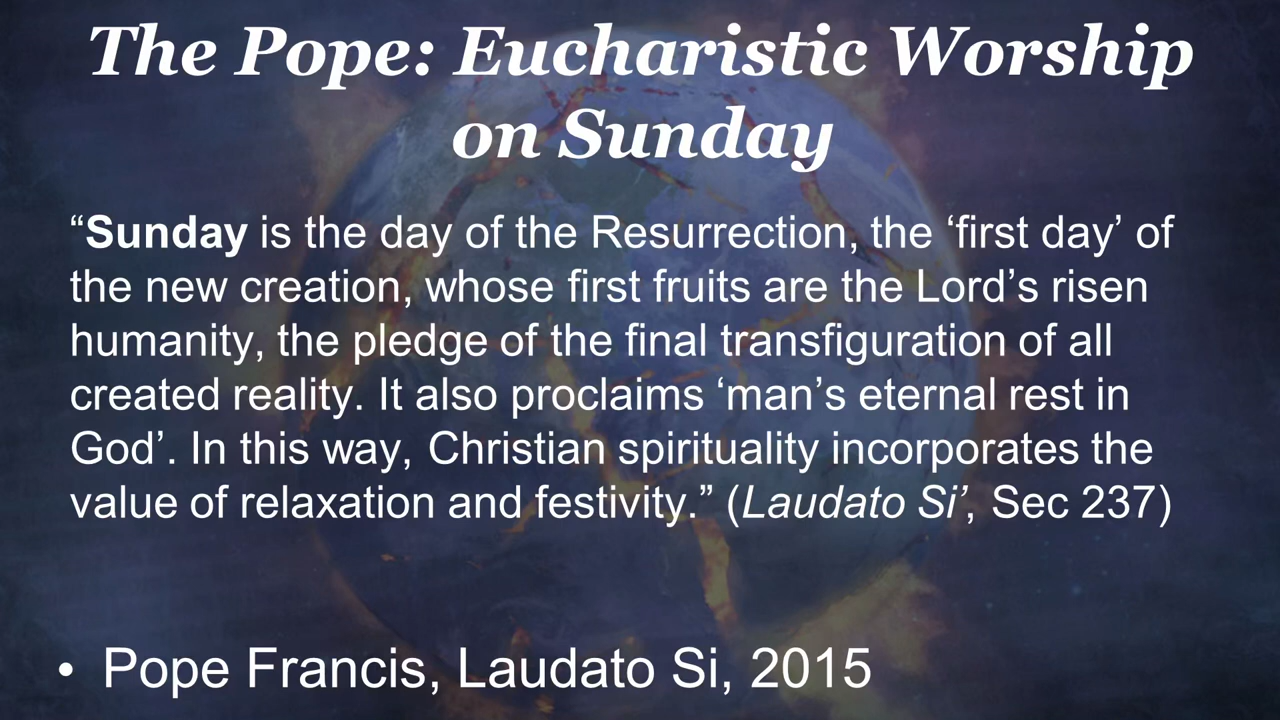 The Pope: Eucharistic Worship
on Sunday
“Sunday is the day of the Resurrection, the ‘first day’ of
the new creation, whose first fruits are the Lord’s risen
humanity, the pledge of the final transfiguration of all
created reality. It also proclaims ‘man’s eternal rest in
God’. In this way, Christian spirituality incorporates the
value of relaxation and festivity.” (Laudato Si’, Sec 237)
• Pope Francis, Laudato Si, 2015